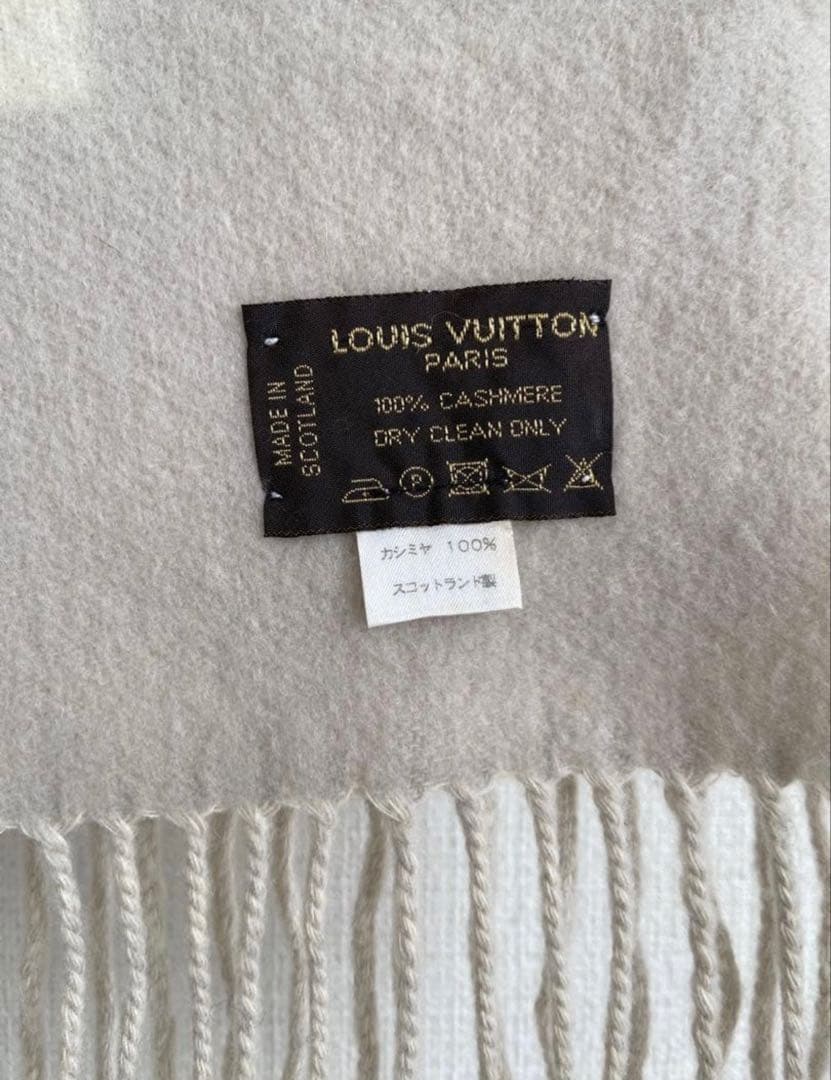 LOUIS VUITTON
PARIS
100% CASHMERE
DRY CLEAN ONLY
MADE IN
SCOTLAND
P
カシミヤ 100%
スコットランド製